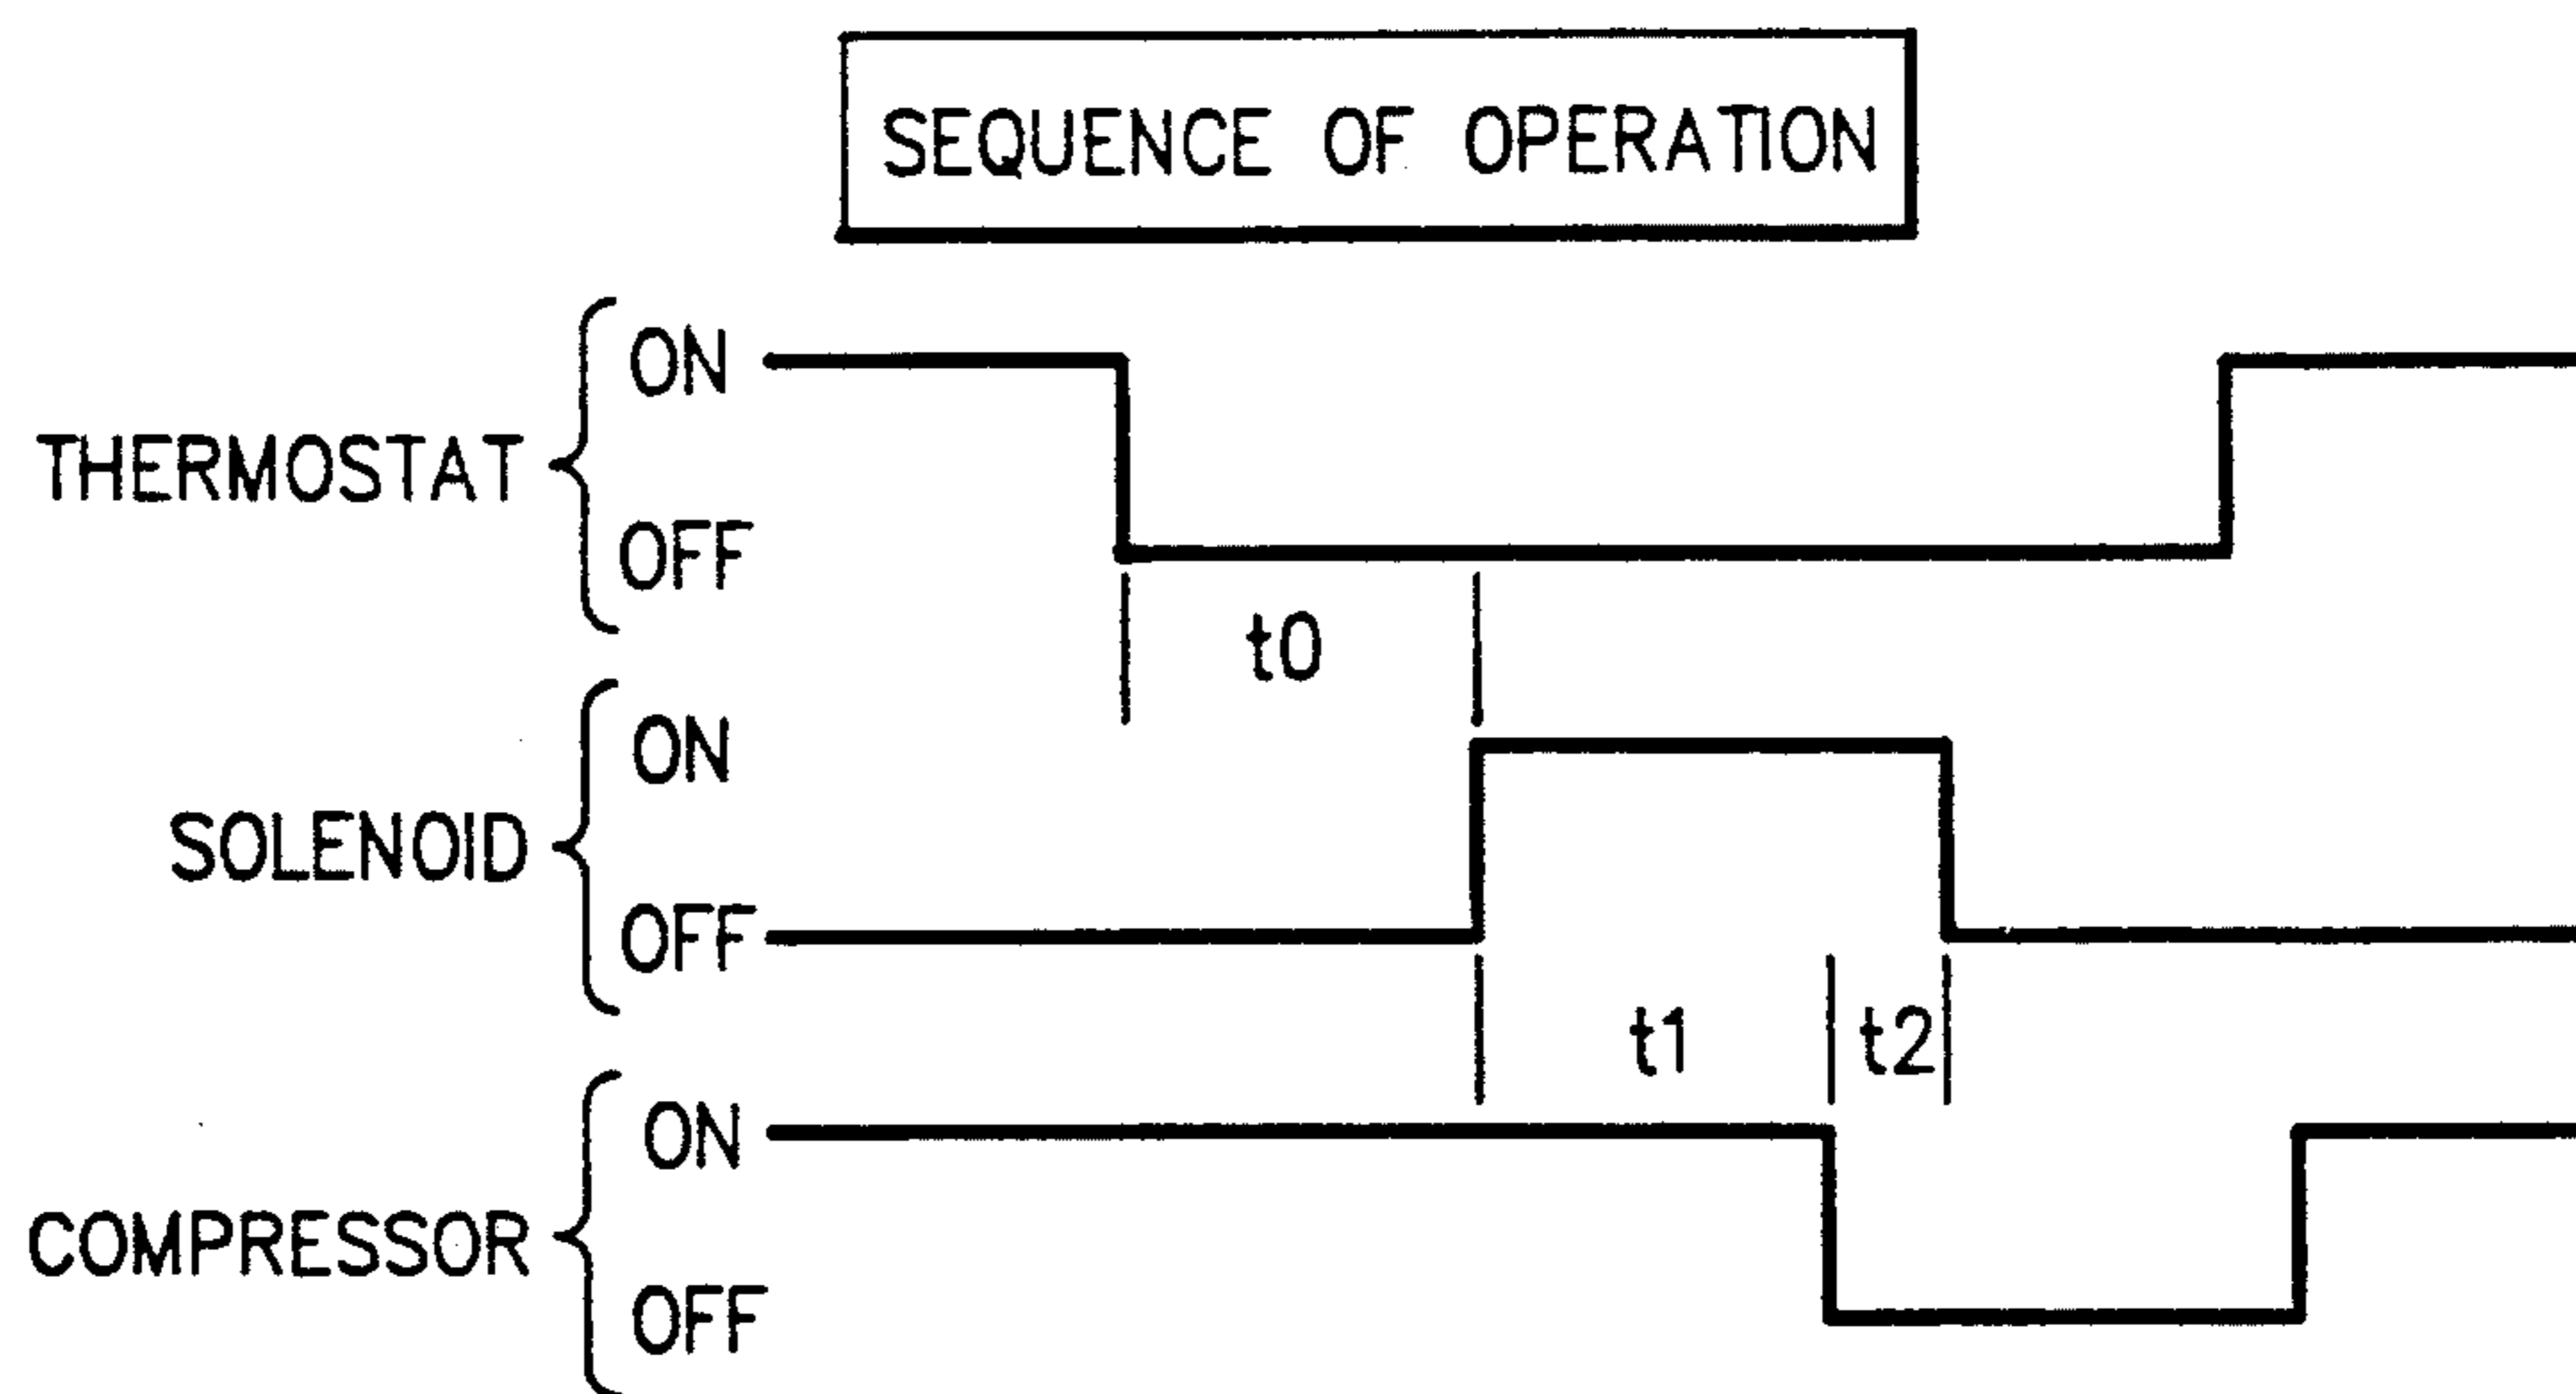 SEQUENCE OF OPERATION
THERMOSTAT
ON
OFF
t0
SOLENOID
ON
OFF
t1 t2
COMPRESSOR
ON
OFF